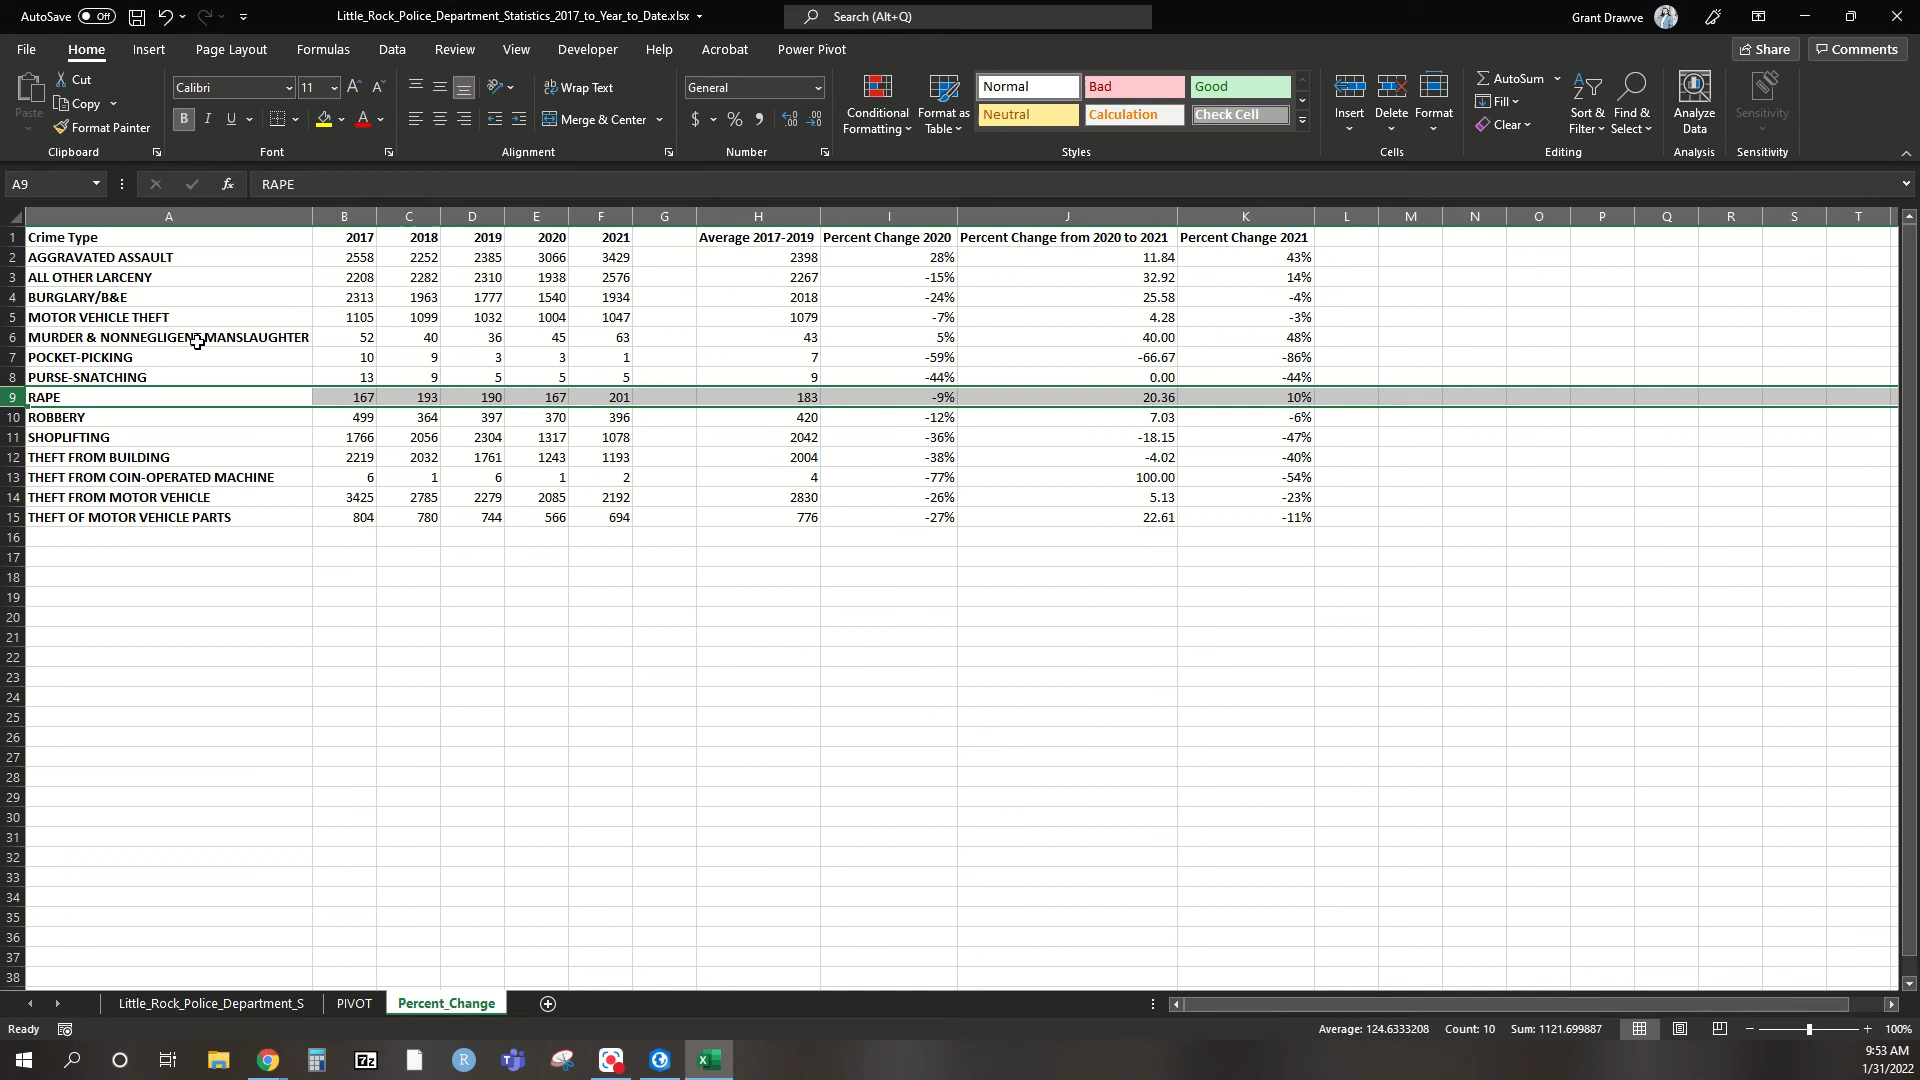 AutoSave Off Little_Rock_Police_Department_Statistics_2017_to_Year_to_Date.xlsx Search (Alt+Q) Grant Drawve
File Home Insert Page Layout Formulas Data Review View Developer Help Acrobat Power Pivot Share Comments
Paste Cut Copy Format Painter
Calibri 11
B I U
Wrap Text
Merge & Center
General
$ % 9
Conditional Formatting
Format as Table
Normal Bad Good
Neutral Calculation Check Cell
Insert Delete Format
AutoSum
Fill
Clear
Sort & Filter
Find & Select
Analyze Data
Sensitivity
Clipboard Font Alignment Number Styles Cells Editing Analysis Sensitivity
A9 fx RAPE
A B C D E F G H I J K L M N O P Q R S T
1 Crime Type 2017 2018 2019 2020 2021 Average 2017-2019 Percent Change 2020 Percent Change from 2020 to 2021 Percent Change 2021
2 AGGRAVATED ASSAULT 2558 2252 2385 3066 3429 2398 28% 11.84 43%
3 ALL OTHER LARCENY 2208 2282 2310 1938 2576 2267 -15% 32.92 14%
4 BURGLARY/B&E 2313 1963 1777 1540 1934 2018 -24% 25.58 -4%
5 MOTOR VEHICLE THEFT 1105 1099 1032 1004 1047 1079 -7% 4.28 -3%
6 MURDER & NONNEGLIGENT MANSLAUGHTER 52 40 36 45 63 43 5% 40.00 48%
7 POCKET-PICKING 10 9 3 3 1 7 -59% -66.67 -86%
8 PURSE-SNATCHING 13 9 5 5 5 9 -44% 0.00 -44%
9 RAPE 167 193 190 167 201 183 -9% 20.36 10%
10 ROBBERY 499 364 397 370 396 420 -12% 7.03 -6%
11 SHOPLIFTING 1766 2056 2304 1317 1078 2042 -36% -18.15 -47%
12 THEFT FROM BUILDING 2219 2032 1761 1243 1193 2004 -38% -4.02 -40%
13 THEFT FROM COIN-OPERATED MACHINE 6 1 6 1 2 4 -77% 100.00 -54%
14 THEFT FROM MOTOR VEHICLE 3425 2785 2279 2085 2192 2830 -26% 5.13 -23%
15 THEFT OF MOTOR VEHICLE PARTS 804 780 744 566 694 776 -27% 22.61 -11%
16
17
18
19
20
21
22
23
24
25
26
27
28
29
30
31
32
33
34
35
36
37
38
Little_Rock_Police_Department_S PIVOT Percent_Change
Ready Average: 124.6333208 Count: 10 Sum: 1121.699887 100%
7z R
9:53 AM
1/31/2022